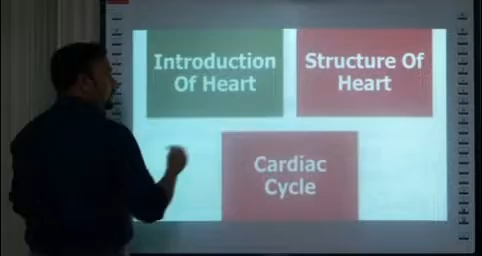 Introduction
Of Heart
Structure Of
Heart
Cardiac
Cycle